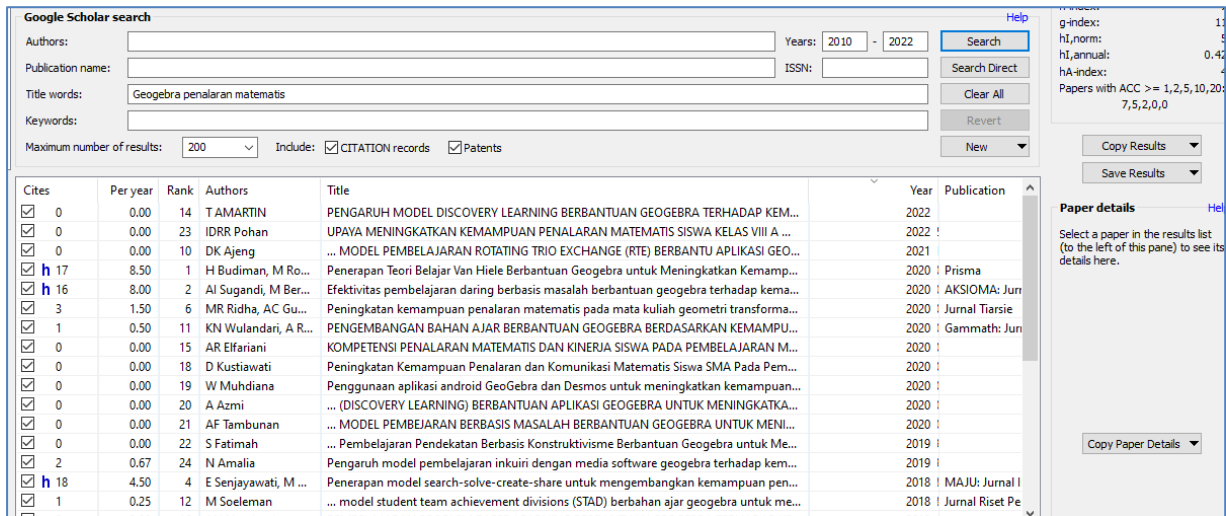 Google Scholar search Help
Authors: Years: 2010 - 2022 Search
Publication name: ISSN: Search Direct
Title words: Geogebra penalaran matematis Clear All
Keywords: Revert
Maximum number of results: 200 Include: CITATION records Patents New
g-index: 11
hI,norm: 5
hI,annual: 0.42
hA-index: 4
Papers with ACC >= 1,2,5,10,20:
7,5,2,0,0
Copy Results
Save Results
Cites Per year Rank Authors Title Year Publication
0 0.00 14 T AMARTIN PENGARUH MODEL DISCOVERY LEARNING BERBANTUAN GEOGEBRA TERHADAP KEM... 2022
0 0.00 23 IDRR Pohan UPAYA MENINGKATKAN KEMAMPUAN PENALARAN MATEMATIS SISWA KELAS VIII A ... 2022
0 0.00 10 DK Ajeng ... MODEL PEMBELAJARAN ROTATING TRIO EXCHANGE (RTE) BERBANTU APLIKASI GEO... 2021
h 17 8.50 1 H Budiman, M Ro... Penerapan Teori Belajar Van Hiele Berbantuan Geogebra untuk Meningkatkan Kemamp... 2020 Prisma
h 16 8.00 2 AI Sugandi, M Ber... Efektivitas pembelajaran daring berbasis masalah berbantuan geogebra terhadap kema... 2020 AKSIOMA: Jurr
3 1.50 6 MR Ridha, AC Gu... Peningkatan kemampuan penalaran matematis pada mata kuliah geometri transforma... 2020 Jurnal Tiarsie
1 0.50 11 KN Wulandari, A R... PENGEMBANGAN BAHAN AJAR BERBANTUAN GEOGEBRA BERDASARKAN KEMAMPU... 2020 Gammath: Jurn
0 0.00 15 AR Elfariani KOMPETENSI PENALARAN MATEMATIS DAN KINERJA SISWA PADA PEMBELAJARAN M... 2020
0 0.00 18 D Kustiawati Peningkatan Kemampuan Penalaran dan Komunikasi Matematis Siswa SMA Pada Pem... 2020
0 0.00 19 W Muhdiana Penggunaan aplikasi android GeoGebra dan Desmos untuk meningkatkan kemampuan... 2020
0 0.00 20 A Azmi ... (DISCOVERY LEARNING) BERBANTUAN APLIKASI GEOGEBRA UNTUK MENINGKATKA... 2020
0 0.00 21 AF Tambunan ... MODEL PEMBEJARAN BERBASIS MASALAH BERBANTUAN GEOGEBRA UNTUK MENI... 2020
0 0.00 22 S Fatimah ... Pembelajaran Pendekatan Berbasis Konstruktivisme Berbantuan Geogebra untuk Me... 2019
2 0.67 24 N Amalia Pengaruh model pembelajaran inkuiri dengan media software geogebra terhadap kem... 2019
h 18 4.50 4 E Senjayawati, M ... Penerapan model search-solve-create-share untuk mengembangkan kemampuan pen... 2018 MAJU: Jurnal I
1 0.25 12 M Soeleman ... model student team achievement divisions (STAD) berbahan ajar geogebra untuk me... 2018 Jurnal Riset Pe
Paper details Hel
Select a paper in the results list
(to the left of this pane) to see its
details here.
Copy Paper Details